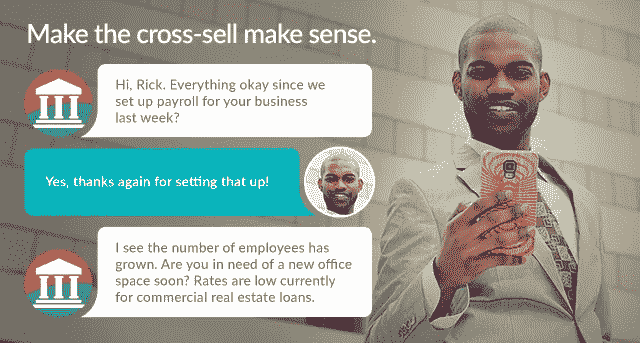 Make the cross-sell make sense.
Hi, Rick. Everything okay since we
set up payroll for your business
last week?
Yes, thanks again for setting that up!
I see the number of employees has
grown. Are you in need of a new office
space soon? Rates are low currently
for commercial real estate loans.